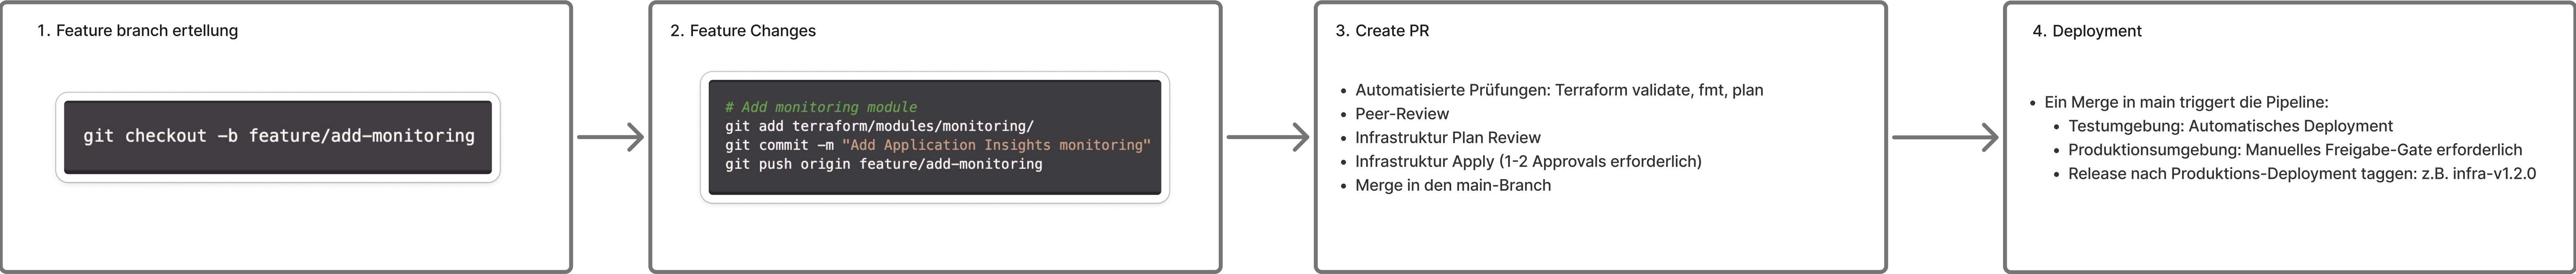 1. Feature branch ertellung
git checkout -b feature/add-monitoring
2. Feature Changes
# Add monitoring module
git add terraform/modules/monitoring/
git commit -m "Add Application Insights monitoring"
git push origin feature/add-monitoring
3. Create PR
• Automatisierte Prüfungen: Terraform validate, fmt, plan
• Peer-Review
• Infrastruktur Plan Review
• Infrastruktur Apply (1-2 Approvals erforderlich)
• Merge in den main-Branch
4. Deployment
• Ein Merge in main triggert die Pipeline:
• Testumgebung: Automatisches Deployment
• Produktionsumgebung: Manuelles Freigabe-Gate erforderlich
• Release nach Produktions-Deployment taggen: z.B. infra-v1.2.0